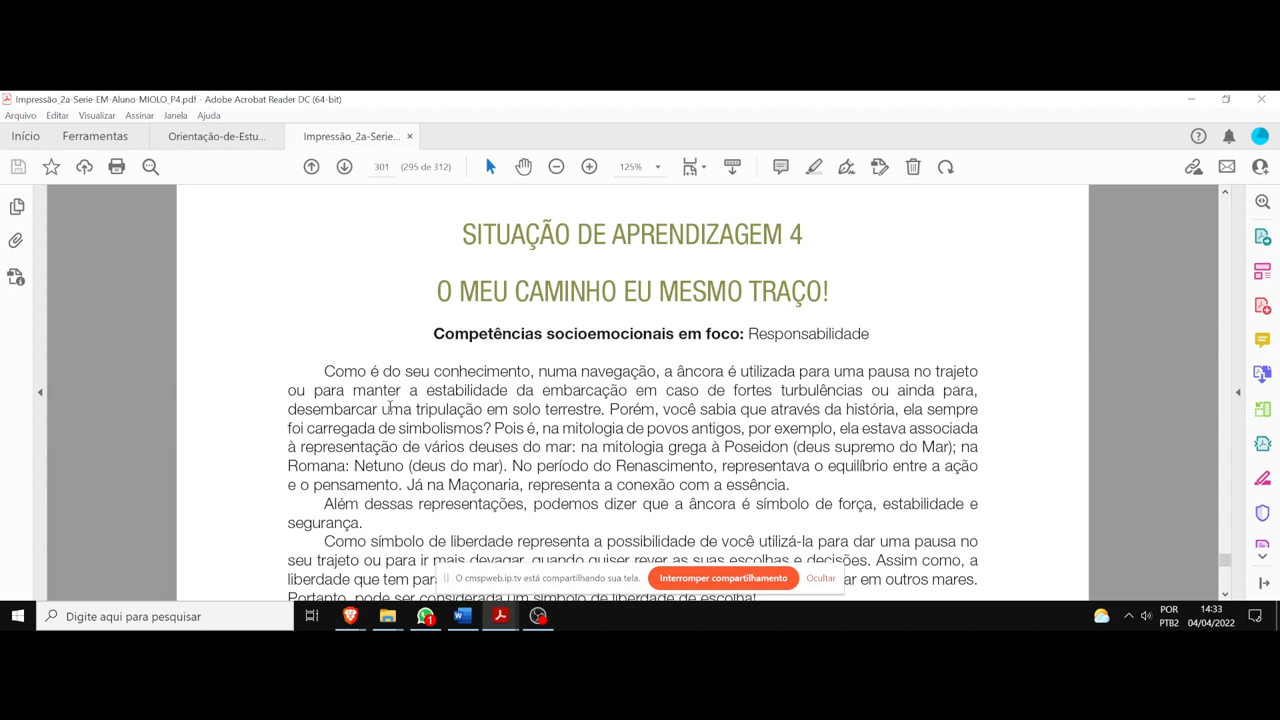 Impressão_2a-Serie-EM-Aluno-MIOLO_P4.pdf - Adobe Acrobat Reader DC (64-bit)
Arquivo Editar Visualizar Assinar Janela Ajuda
Início Ferramentas Orientação-de-Estu... Impressão_2a-Serie...
301 (295 de 312) 125%
SITUAÇÃO DE APRENDIZAGEM 4
O MEU CAMINHO EU MESMO TRAÇO!
Competências socioemocionais em foco: Responsabilidade
Como é do seu conhecimento, numa navegação, a âncora é utilizada para uma pausa no trajeto
ou para manter a estabilidade da embarcação em caso de fortes turbulências ou ainda para,
desembarcar uma tripulação em solo terrestre. Porém, você sabia que através da história, ela sempre
foi carregada de simbolismos? Pois é, na mitologia de povos antigos, por exemplo, ela estava associada
à representação de vários deuses do mar: na mitologia grega à Poseidon (deus supremo do Mar); na
Romana: Netuno (deus do mar). No período do Renascimento, representava o equilíbrio entre a ação
e o pensamento. Já na Maçonaria, representa a conexão com a essência.
Além dessas representações, podemos dizer que a âncora é símbolo de força, estabilidade e
segurança.
Como símbolo de liberdade representa a possibilidade de você utilizá-la para dar uma pausa no
seu trajeto ou para ir mais devagar, quando quiser rever as suas escolhas e decisões. Assim como, a
liberdade que tem par ar em outros mares.
O cmspweb.ip.tv está compartilhando sua tela. Interromper compartilhamento Ocultar
Portanto, pode ser considerada um símbolo de liberdade de escolha!
Digite aqui para pesquisar
1
POR
PTB2
14:33
04/04/2022